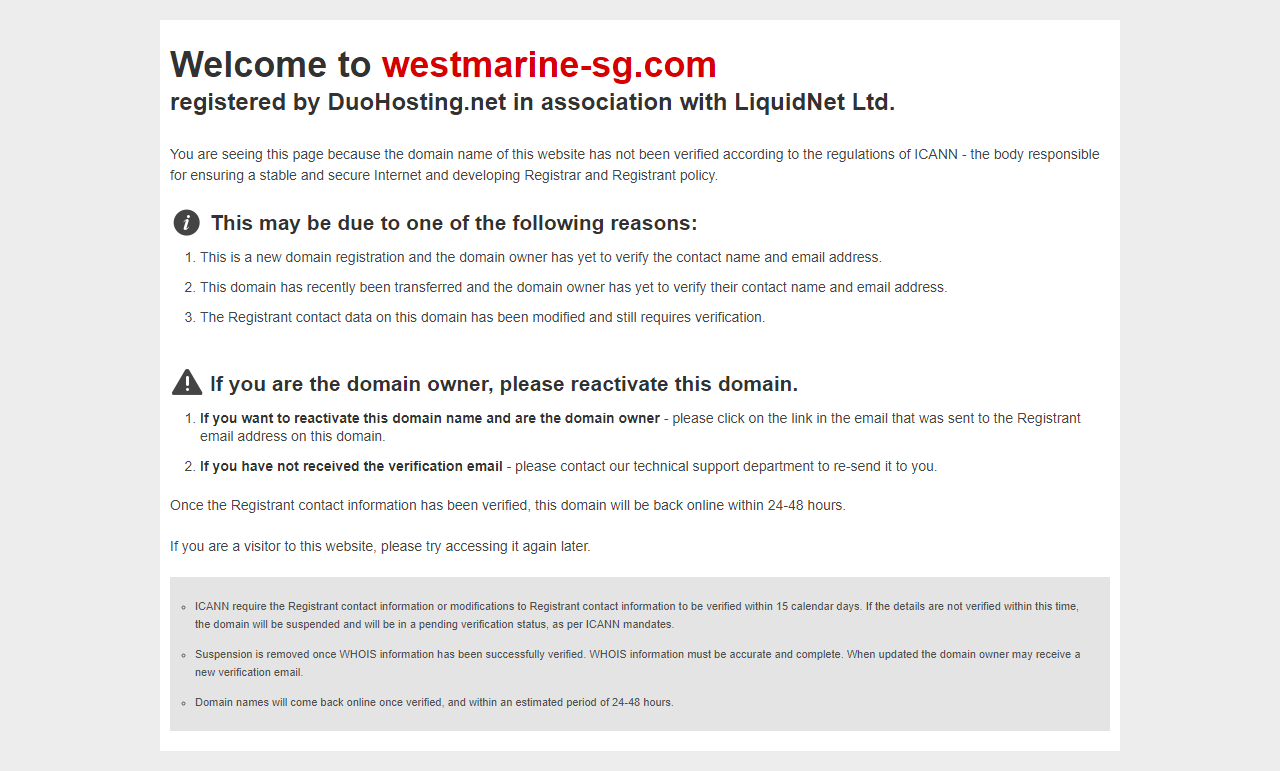 Welcome to westmarine-sg.com
registered by DuoHosting.net in association with LiquidNet Ltd.
You are seeing this page because the domain name of this website has not been verified according to the regulations of ICANN - the body responsible
for ensuring a stable and secure Internet and developing Registrar and Registrant policy.
This may be due to one of the following reasons:
1. This is a new domain registration and the domain owner has yet to verify the contact name and email address.
2. This domain has recently been transferred and the domain owner has yet to verify their contact name and email address.
3. The Registrant contact data on this domain has been modified and still requires verification.
If you are the domain owner, please reactivate this domain.
1. If you want to reactivate this domain name and are the domain owner - please click on the link in the email that was sent to the Registrant
email address on this domain.
2. If you have not received the verification email - please contact our technical support department to re-send it to you.
Once the Registrant contact information has been verified, this domain will be back online within 24-48 hours.
If you are a visitor to this website, please try accessing it again later.
ICANN require the Registrant contact information or modifications to Registrant contact information to be verified within 15 calendar days. If the details are not verified within this time,
the domain will be suspended and will be in a pending verification status, as per ICANN mandates.
Suspension is removed once WHOIS information has been successfully verified. WHOIS information must be accurate and complete. When updated the domain owner may receive a
new verification email.
Domain names will come back online once verified, and within an estimated period of 24-48 hours.